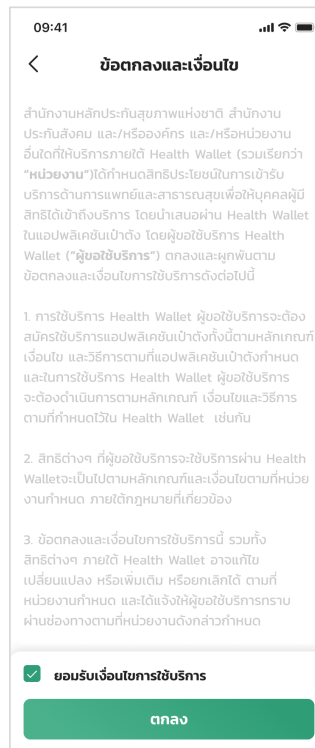 09:41
ข้อตกลงและเงื่อนไข
สำนักงานหลักประกันสุขภาพแห่งชาติ สำนักงาน
ประกันสังคม และ/หรือองค์กร และ/หรือหน่วยงาน
อื่นใดที่ให้บริการภายใต้ Health Wallet (รวมเรียกว่า
“หน่วยงาน”)ได้กำหนดสิทธิประโยชน์ในการเข้ารับ
บริการด้านการแพทย์และสาธารณสุขเพื่อให้บุคคลผู้มี
สิทธิได้เข้าถึงบริการ โดยนำเสนอผ่าน Health Wallet
ในแอปพลิเคชันเป๋าตัง โดยผู้ขอใช้บริการ Health
Wallet (“ผู้ขอใช้บริการ”) ตกลงและผูกพันตาม
ข้อตกลงและเงื่อนไขการใช้บริการดังต่อไปนี้
1. การใช้บริการ Health Wallet ผู้ขอใช้บริการจะต้อง
สมัครใช้บริการแอปพลิเคชันเป๋าตังทั้งนี้ตามหลักเกณฑ์
เงื่อนไข และวิธีการตามที่แอปพลิเคชันเป๋าตังกำหนด
และในการใช้บริการ Health Wallet ผู้ขอใช้บริการ
จะต้องดำเนินการตามหลักเกณฑ์ เงื่อนไขและวิธีการ
ตามที่กำหนดไว้ใน Health Wallet เช่นกัน
2. สิทธิต่างๆ ที่ผู้ขอใช้บริการจะใช้บริการผ่าน Health
Walletจะเป็นไปตามหลักเกณฑ์และเงื่อนไขตามที่หน่วย
งานกำหนด ภายใต้กฎหมายที่เกี่ยวข้อง
3. ข้อตกลงและเงื่อนไขการใช้บริการนี้ รวมทั้ง
สิทธิต่างๆ ภายใต้ Health Wallet อาจแก้ไข
เปลี่ยนแปลง หรือเพิ่มเติม หรือยกเลิกได้ ตามที่
หน่วยงานกำหนด และได้แจ้งให้ผู้ขอใช้บริการทราบ
ผ่านช่องทางตามที่หน่วยงานดังกล่าวกำหนด
ยอมรับเงื่อนไขการใช้บริการ
ตกลง